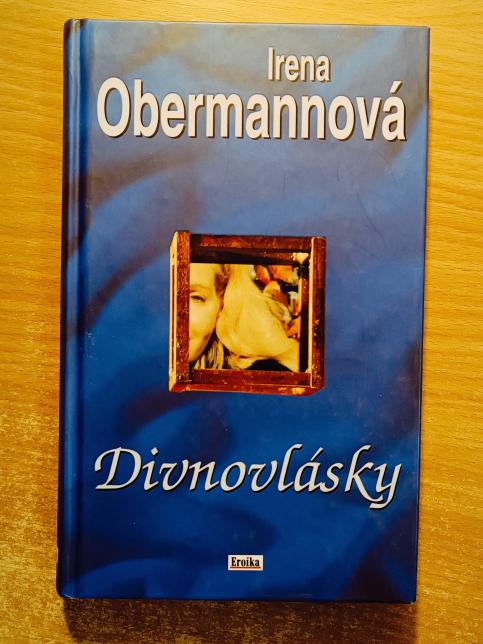 Irena
Obermannová
Divnovlásky
Eroika